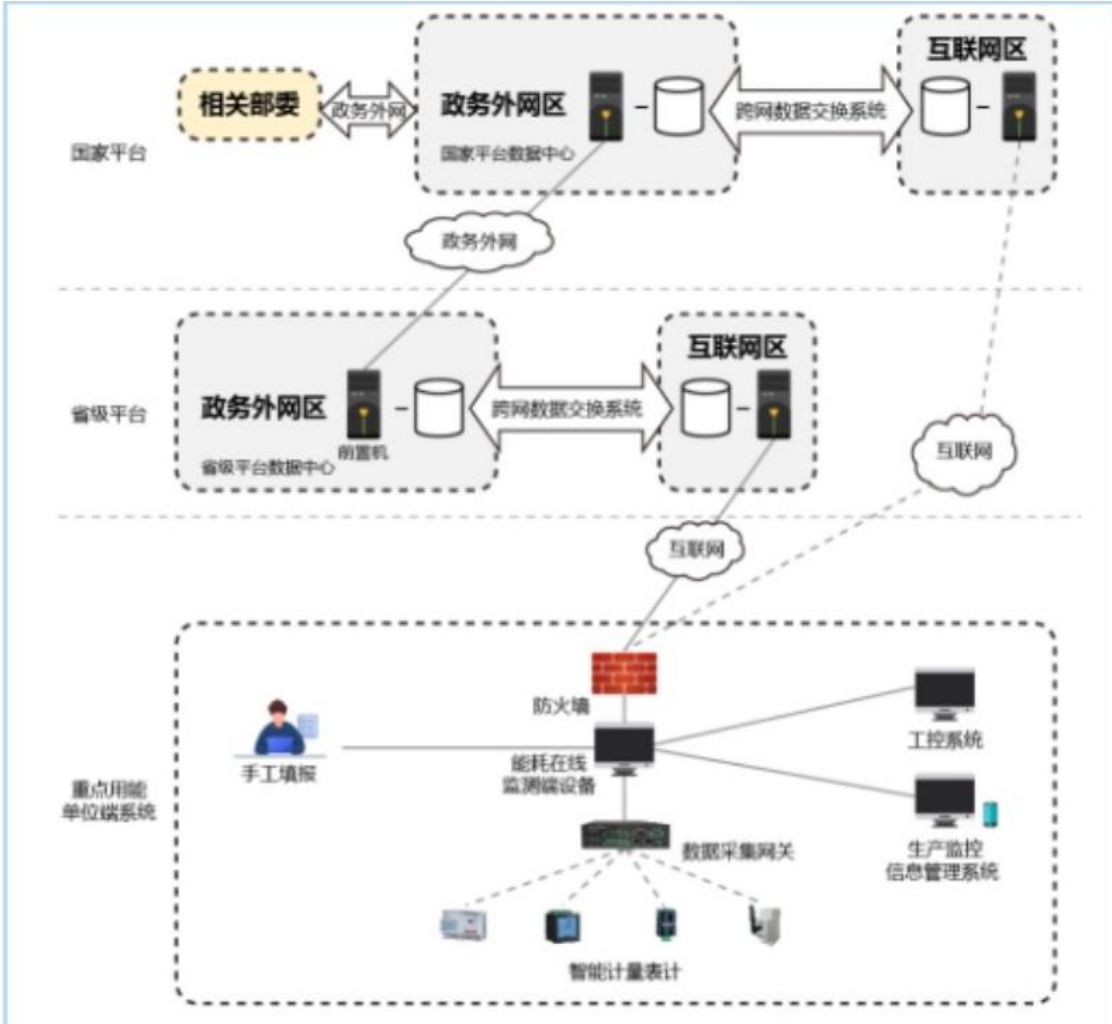 互联网区
相关部委
政务外网
政务外网区
跨网数据交换系统
国家平台
国家平台数据中心
政务外网
互联网区
省级平台
政务外网区
跨网数据交换系统
前置机
省级平台数据中心
互联网
互联网
防火墙
工控系统
手工填报
能耗在线
监测端设备
重点用能
单位端系统
数据采集网关
生产监控
信息管理系统
智能计量表计